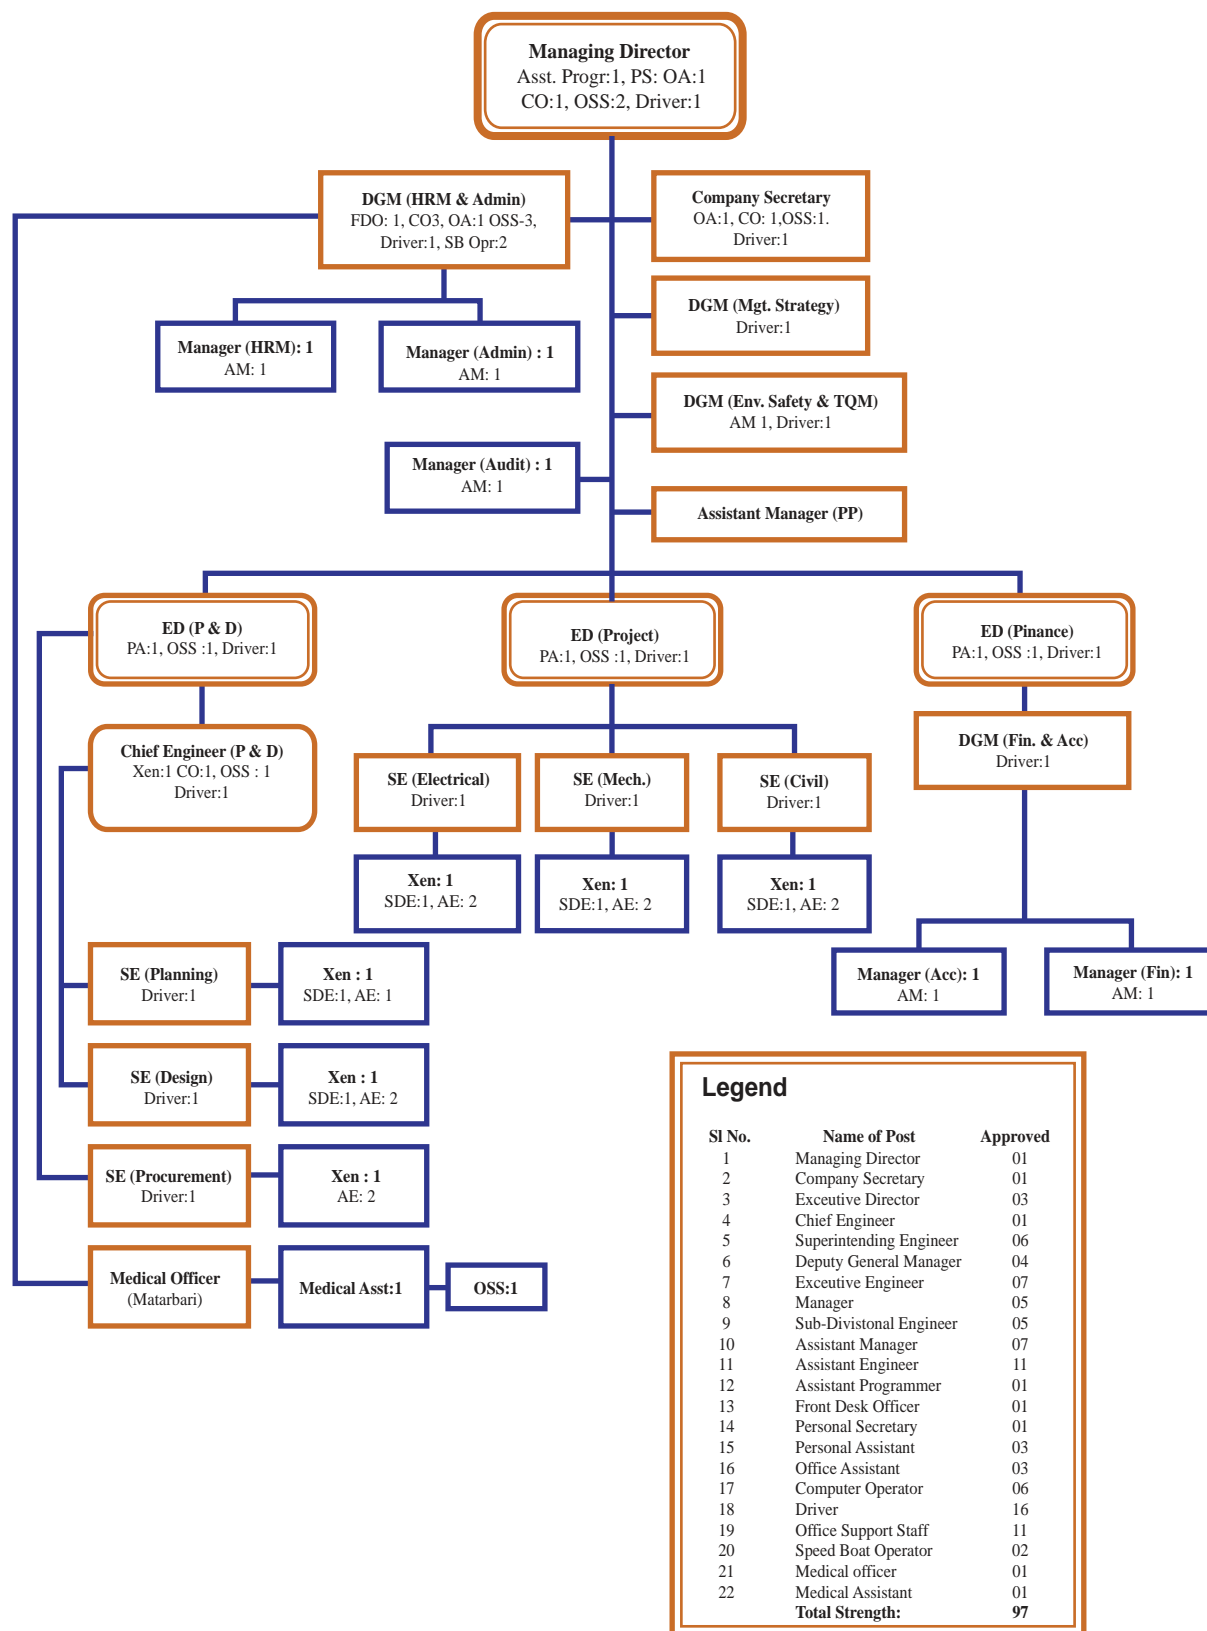 Managing Director
Asst. Progr:1, PS: OA:1
CO:1, OSS:2, Driver:1
DGM (HRM & Admin)
FDO: 1, CO3, OA:1 OSS-3,
Driver:1, SB Opr:2
Company Secretary
OA:1, CO: 1,OSS:1.
Driver:1
DGM (Mgt. Strategy)
Driver:1
Manager (HRM): 1
AM: 1
Manager (Admin) : 1
AM: 1
DGM (Env. Safety & TQM)
AM 1, Driver:1
Manager (Audit) : 1
AM: 1
Assistant Manager (PP)
ED (P & D)
PA:1, OSS :1, Driver:1
ED (Project)
PA:1, OSS :1, Driver:1
ED (Pinance)
PA:1, OSS :1, Driver:1
Chief Engineer (P & D)
Xen:1 CO:1, OSS : 1
Driver:1
SE (Electrical)
Driver:1
SE (Mech.)
Driver:1
SE (Civil)
Driver:1
DGM (Fin. & Acc)
Driver:1
Xen: 1
SDE:1, AE: 2
Xen: 1
SDE:1, AE: 2
Xen: 1
SDE:1, AE: 2
SE (Planning)
Driver:1
Xen : 1
SDE:1, AE: 1
Manager (Acc): 1
AM: 1
Manager (Fin): 1
AM: 1
SE (Design)
Driver:1
Xen : 1
SDE:1, AE: 2
SE (Procurement)
Driver:1
Xen : 1
AE: 2
Medical Officer
(Matarbari)
Medical Asst:1
OSS:1
Legend
Sl No. Name of Post Approved
1 Managing Director 01
2 Company Secretary 01
3 Exceutive Director 03
4 Chief Engineer 01
5 Superintending Engineer 06
6 Deputy General Manager 04
7 Exceutive Engineer 07
8 Manager 05
9 Sub-Divistonal Engineer 05
10 Assistant Manager 07
11 Assistant Engineer 11
12 Assistant Programmer 01
13 Front Desk Officer 01
14 Personal Secretary 01
15 Personal Assistant 03
16 Office Assistant 03
17 Computer Operator 06
18 Driver 16
19 Office Support Staff 11
20 Speed Boat Operator 02
21 Medical officer 01
22 Medical Assistant 01
Total Strength: 97